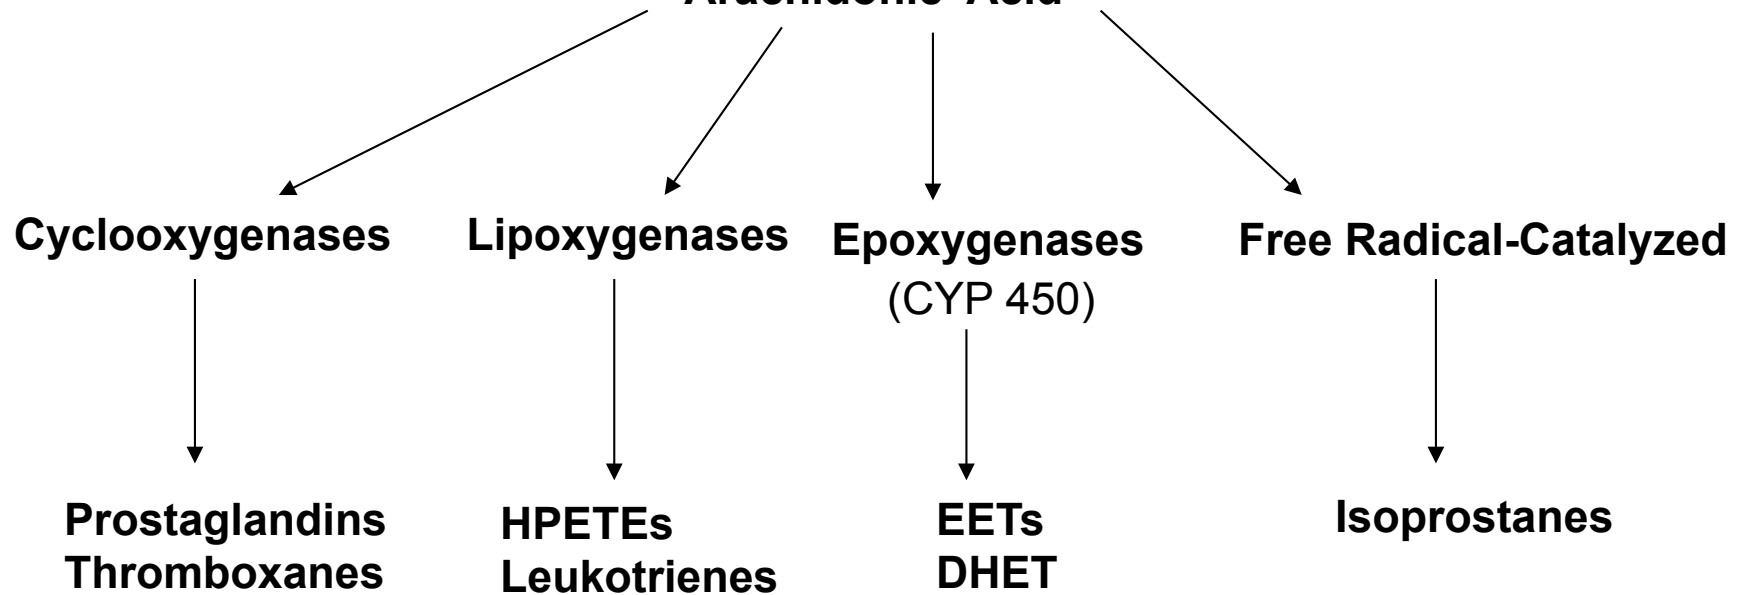 Arachidonic Acid
Cyclooxygenases
Lipoxygenases
Epoxygenases
(CYP 450)
Free Radical-Catalyzed
Prostaglandins
Thromboxanes
HPETEs
Leukotrienes
EETs
DHET
Isoprostanes